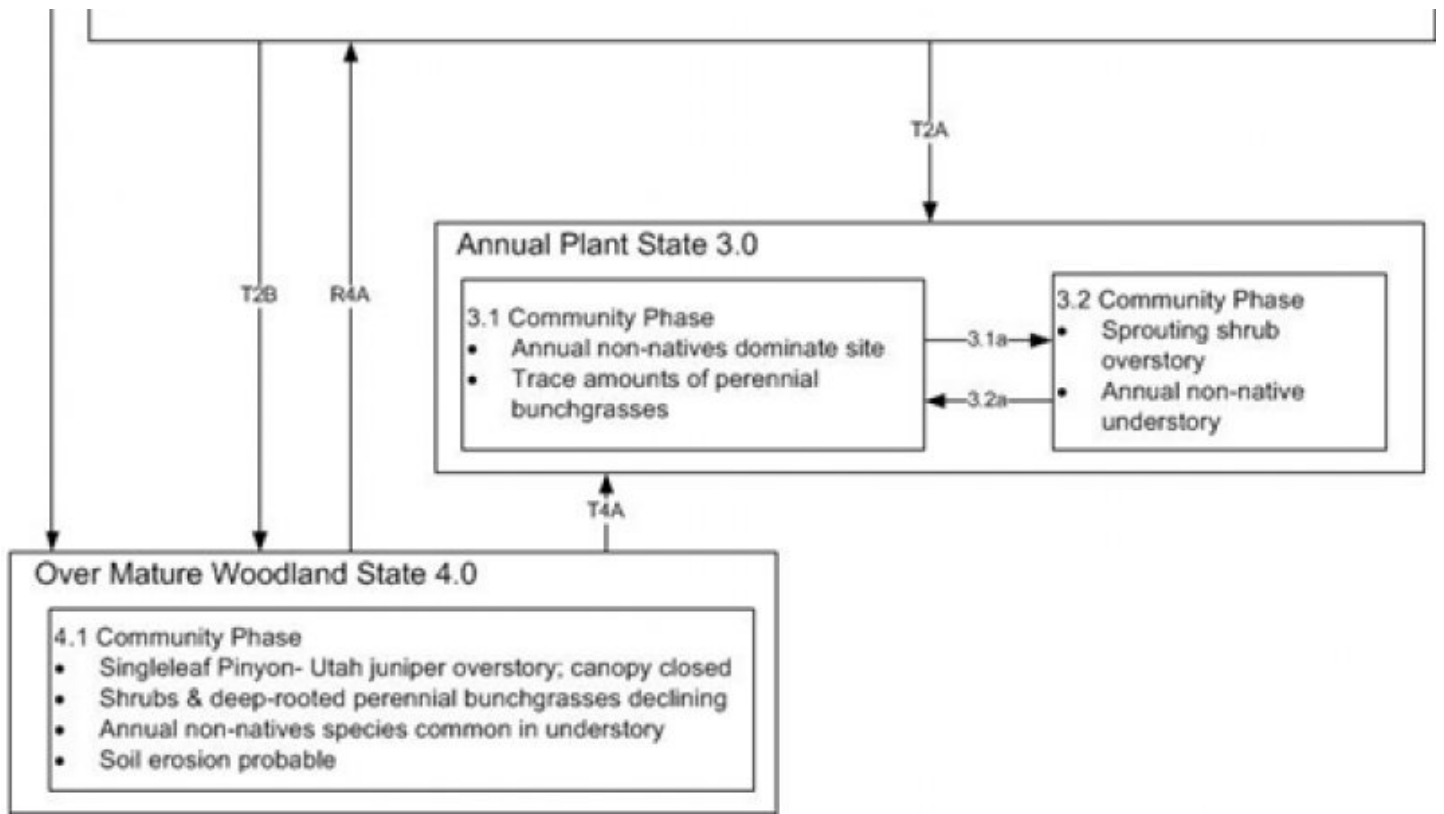 T2A
Annual Plant State 3.0
T2B
R4A
3.1 Community Phase
• Annual non-natives dominate site
• Trace amounts of perennial
bunchgrasses
3.1a
3.2a
3.2 Community Phase
• Sprouting shrub
overstory
• Annual non-native
understory
T4A
Over Mature Woodland State 4.0
4.1 Community Phase
• Singleleaf Pinyon- Utah juniper overstory; canopy closed
• Shrubs & deep-rooted perennial bunchgrasses declining
• Annual non-natives species common in understory
• Soil erosion probable